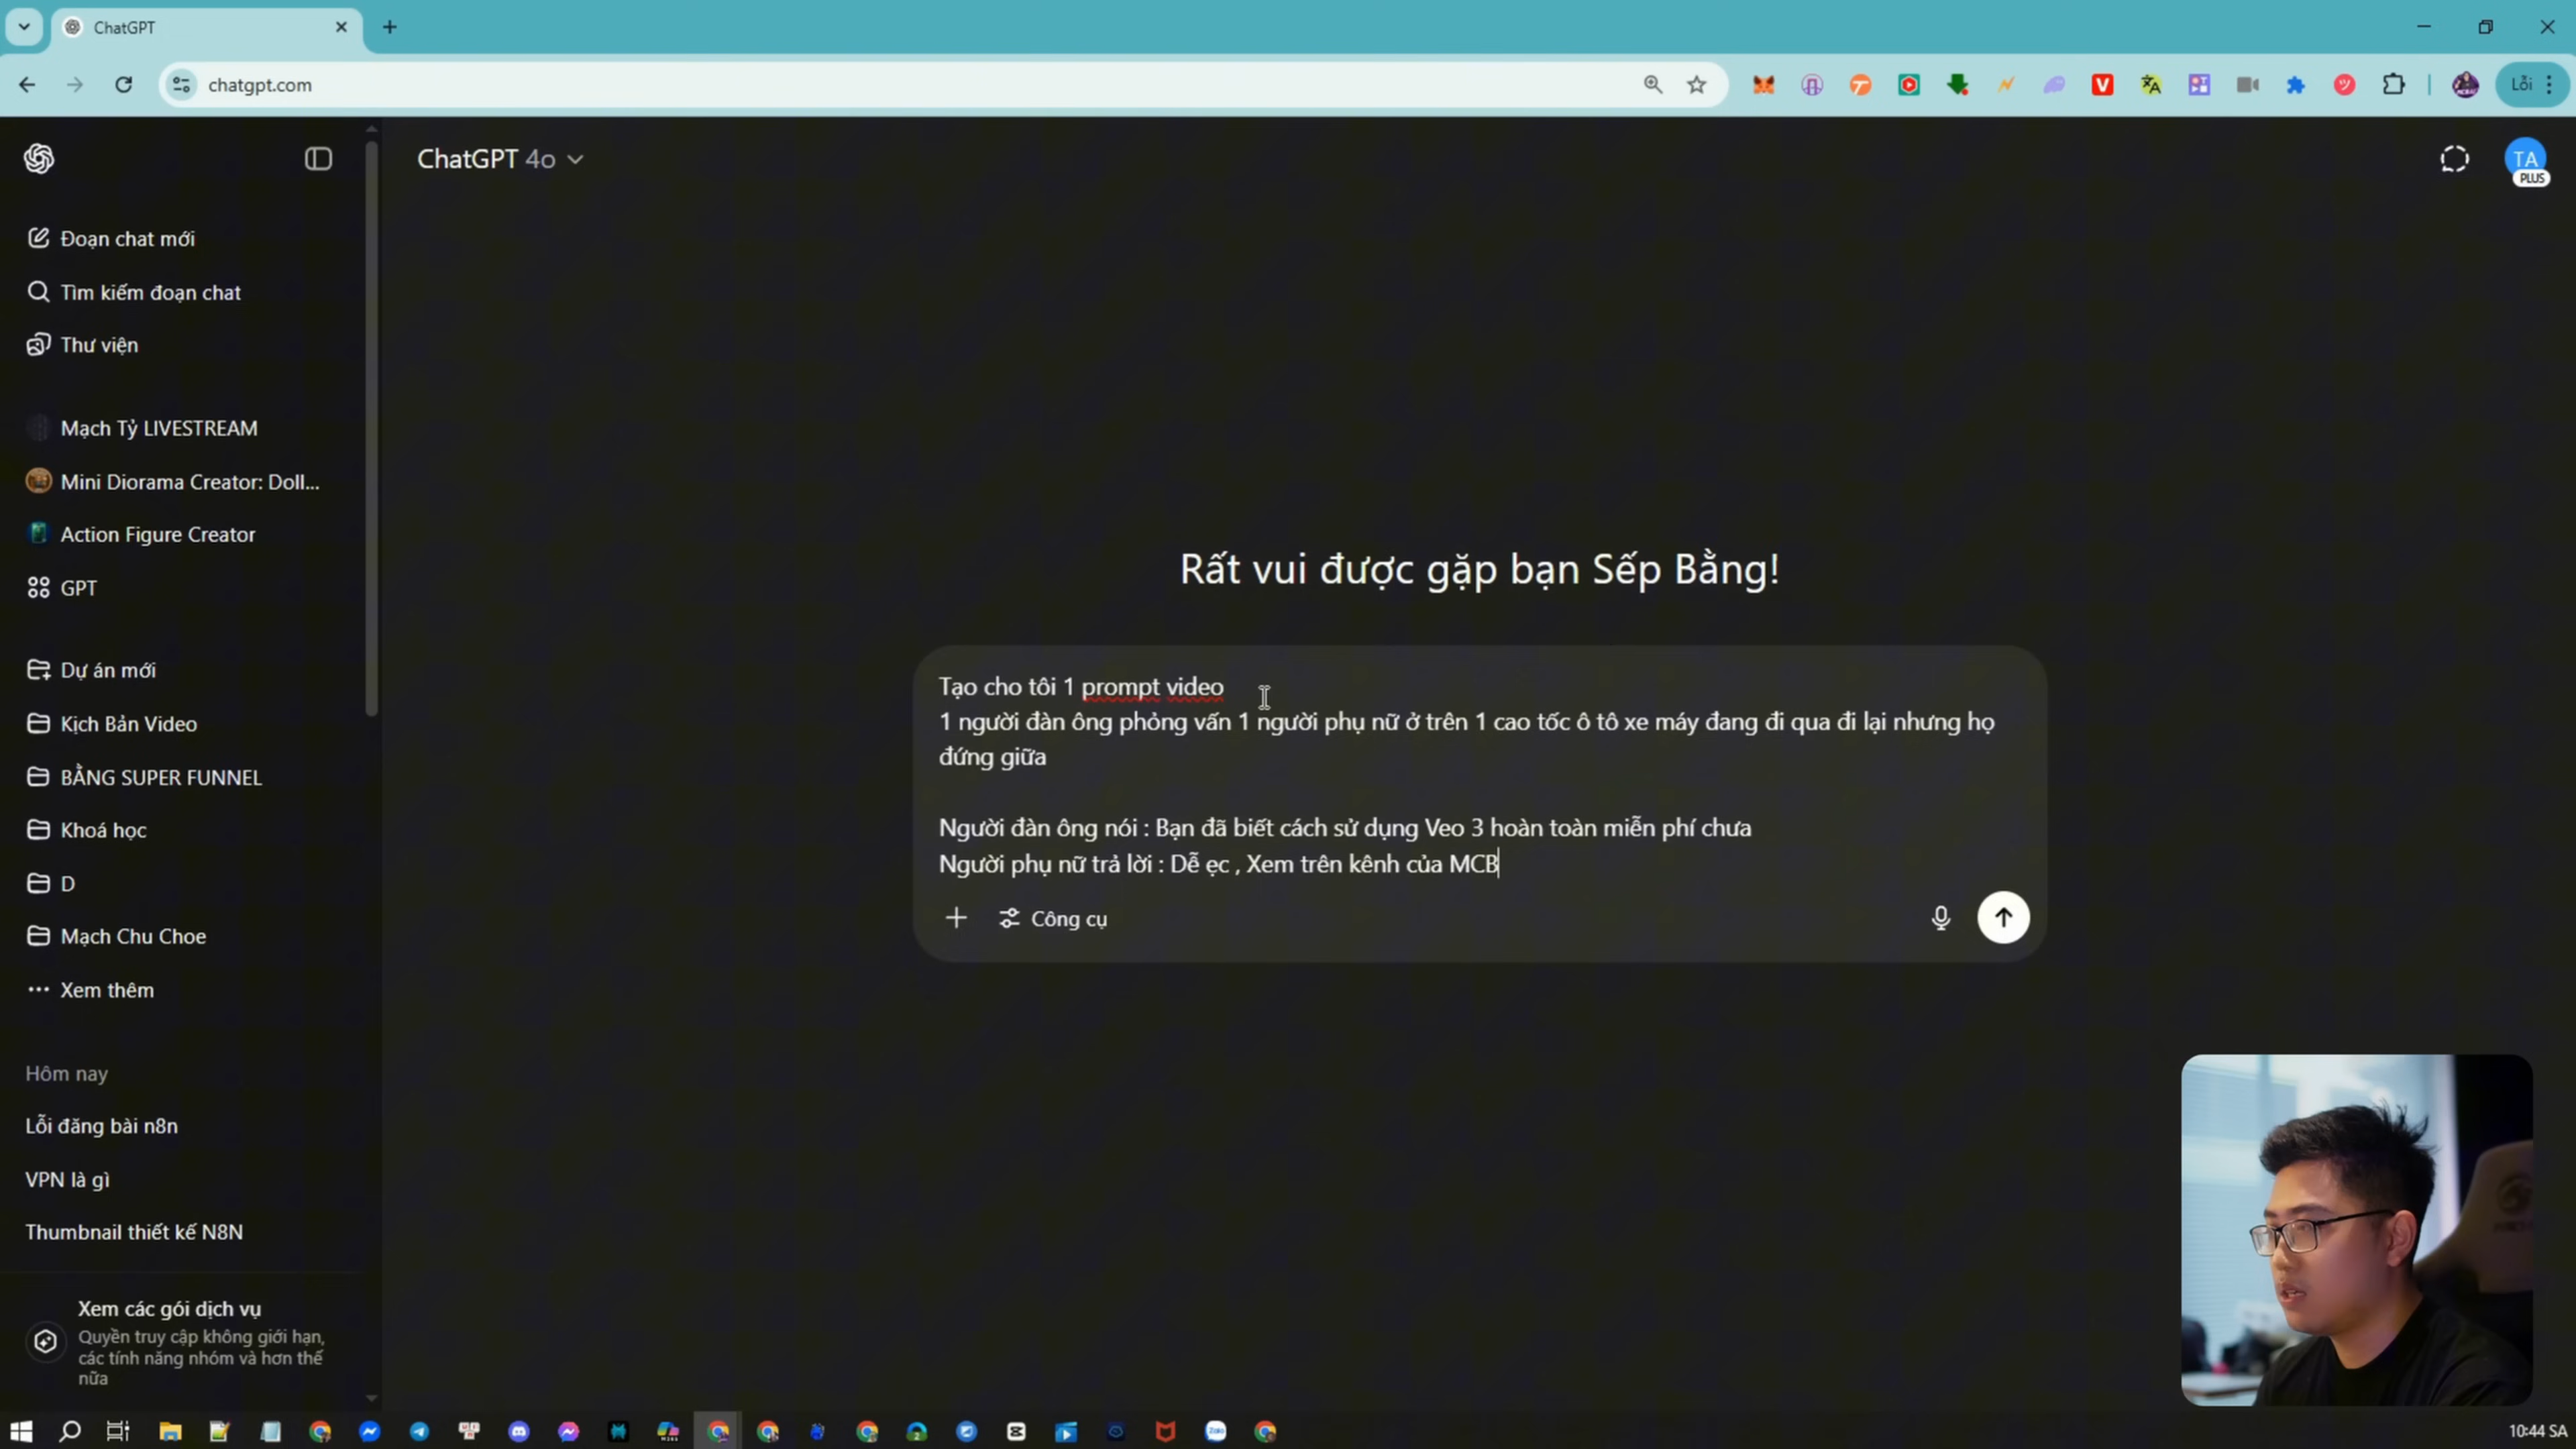 ChatGPT
chatgpt.com
Lỗi
ChatGPT 4o
TA
PLUS
Đoạn chat mới
Tìm kiếm đoạn chat
Thư viện
Mạch Tỷ LIVESTREAM
Mini Diorama Creator: Doll...
Action Figure Creator
GPT
Dự án mới
Kịch Bản Video
BẰNG SUPER FUNNEL
Khoá học
D
Mạch Chu Choe
Xem thêm
Hôm nay
Lỗi đăng bài n8n
VPN là gì
Thumbnail thiết kế N8N
Xem các gói dịch vụ
Quyền truy cập không giới hạn,
các tính năng nhóm và hơn thế
nữa
Rất vui được gặp bạn Sếp Bằng!
Tạo cho tôi 1 prompt video
1 người đàn ông phỏng vấn 1 người phụ nữ ở trên 1 cao tốc ô tô xe máy đang đi qua đi lại nhưng họ
đứng giữa
Người đàn ông nói : Bạn đã biết cách sử dụng Veo 3 hoàn toàn miễn phí chưa
Người phụ nữ trả lời : Dễ ẹc , Xem trên kênh của MCB
Công cụ
10:44 SA